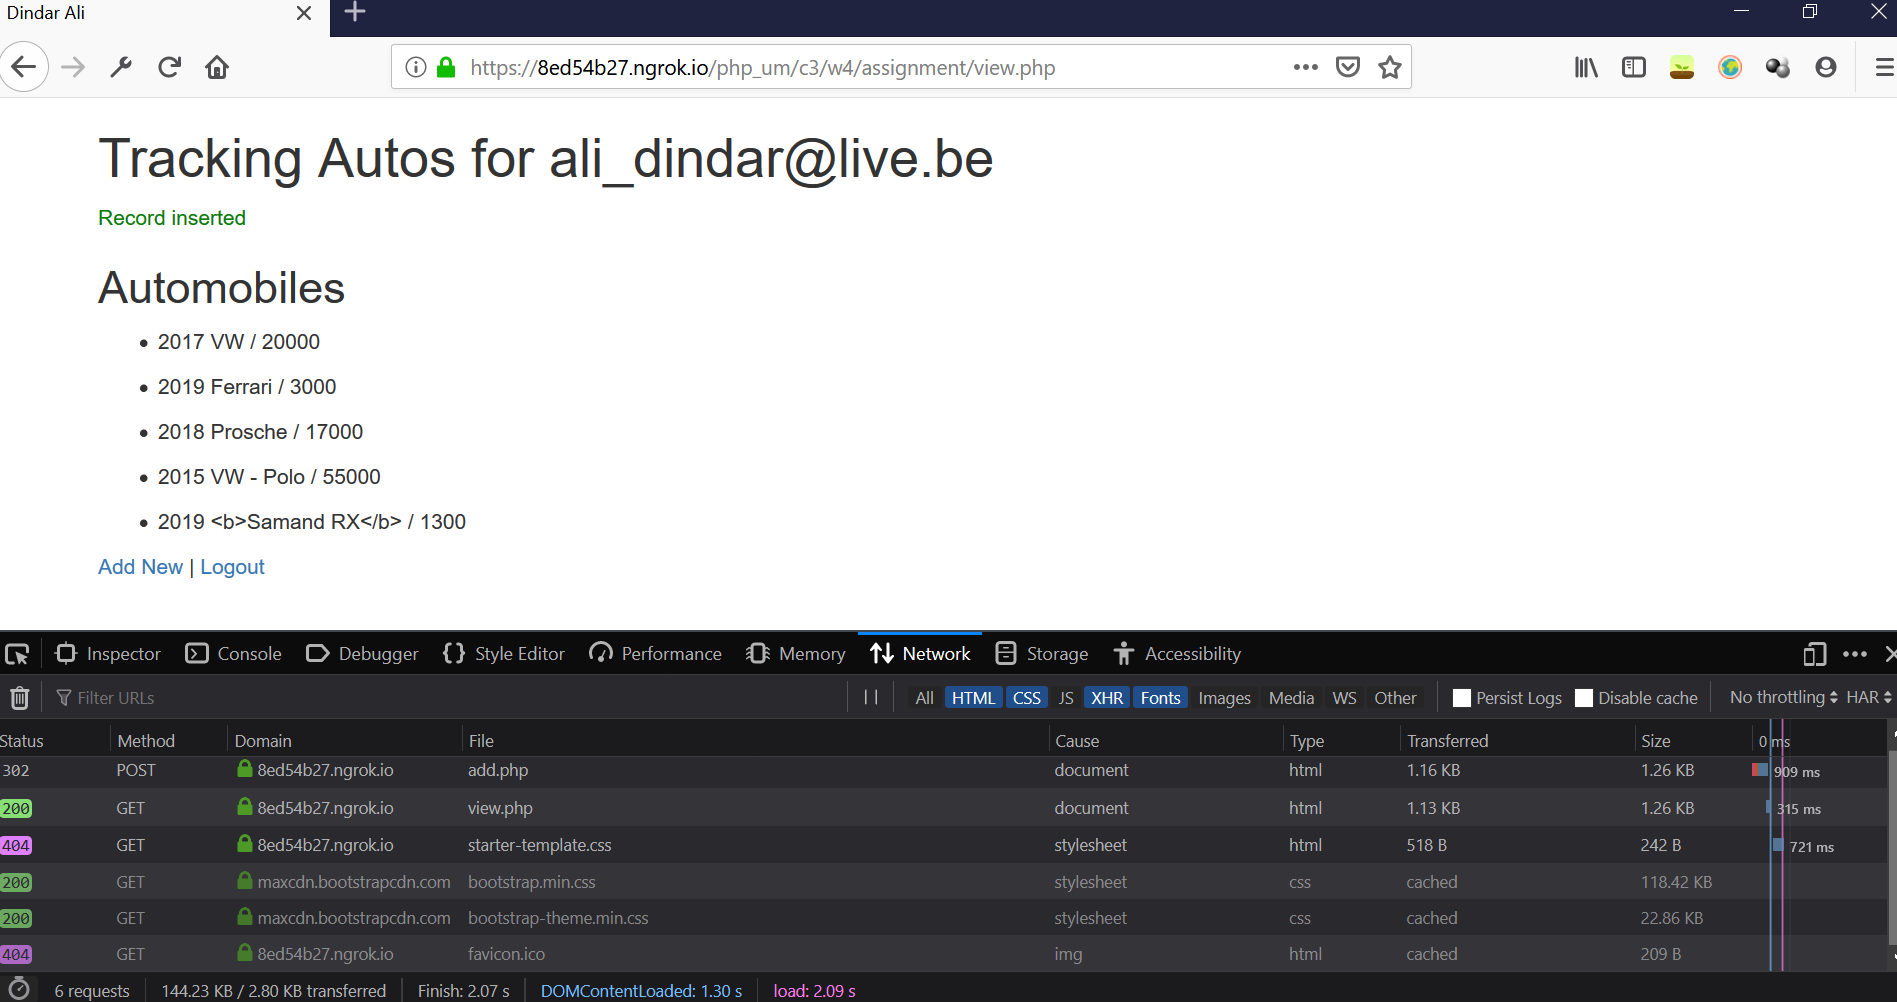 Dindar Ali
https://8ed54b27.ngrok.io/php_um/c3/w4/assignment/view.php
Tracking Autos for ali_dindar@live.be
Record inserted
Automobiles
2017 VW / 20000
2019 Ferrari / 3000
2018 Prosche / 17000
2015 VW - Polo / 55000
2019 <b>Samand RX</b> / 1300
Add New | Logout
Inspector Console Debugger Style Editor Performance Memory Network Storage Accessibility
Filter URLs All HTML CSS JS XHR Fonts Images Media WS Other Persist Logs Disable cache No throttling HAR
Status Method Domain File Cause Type Transferred Size 0 ms
302 POST 8ed54b27.ngrok.io add.php document html 1.16 KB 1.26 KB 909 ms
200 GET 8ed54b27.ngrok.io view.php document html 1.13 KB 1.26 KB 315 ms
404 GET 8ed54b27.ngrok.io starter-template.css stylesheet html 518 B 242 B 721 ms
200 GET maxcdn.bootstrapcdn.com bootstrap.min.css stylesheet css cached 118.42 KB
200 GET maxcdn.bootstrapcdn.com bootstrap-theme.min.css stylesheet css cached 22.86 KB
404 GET 8ed54b27.ngrok.io favicon.ico img html cached 209 B
6 requests 144.23 KB / 2.80 KB transferred Finish: 2.07 s DOMContentLoaded: 1.30 s load: 2.09 s